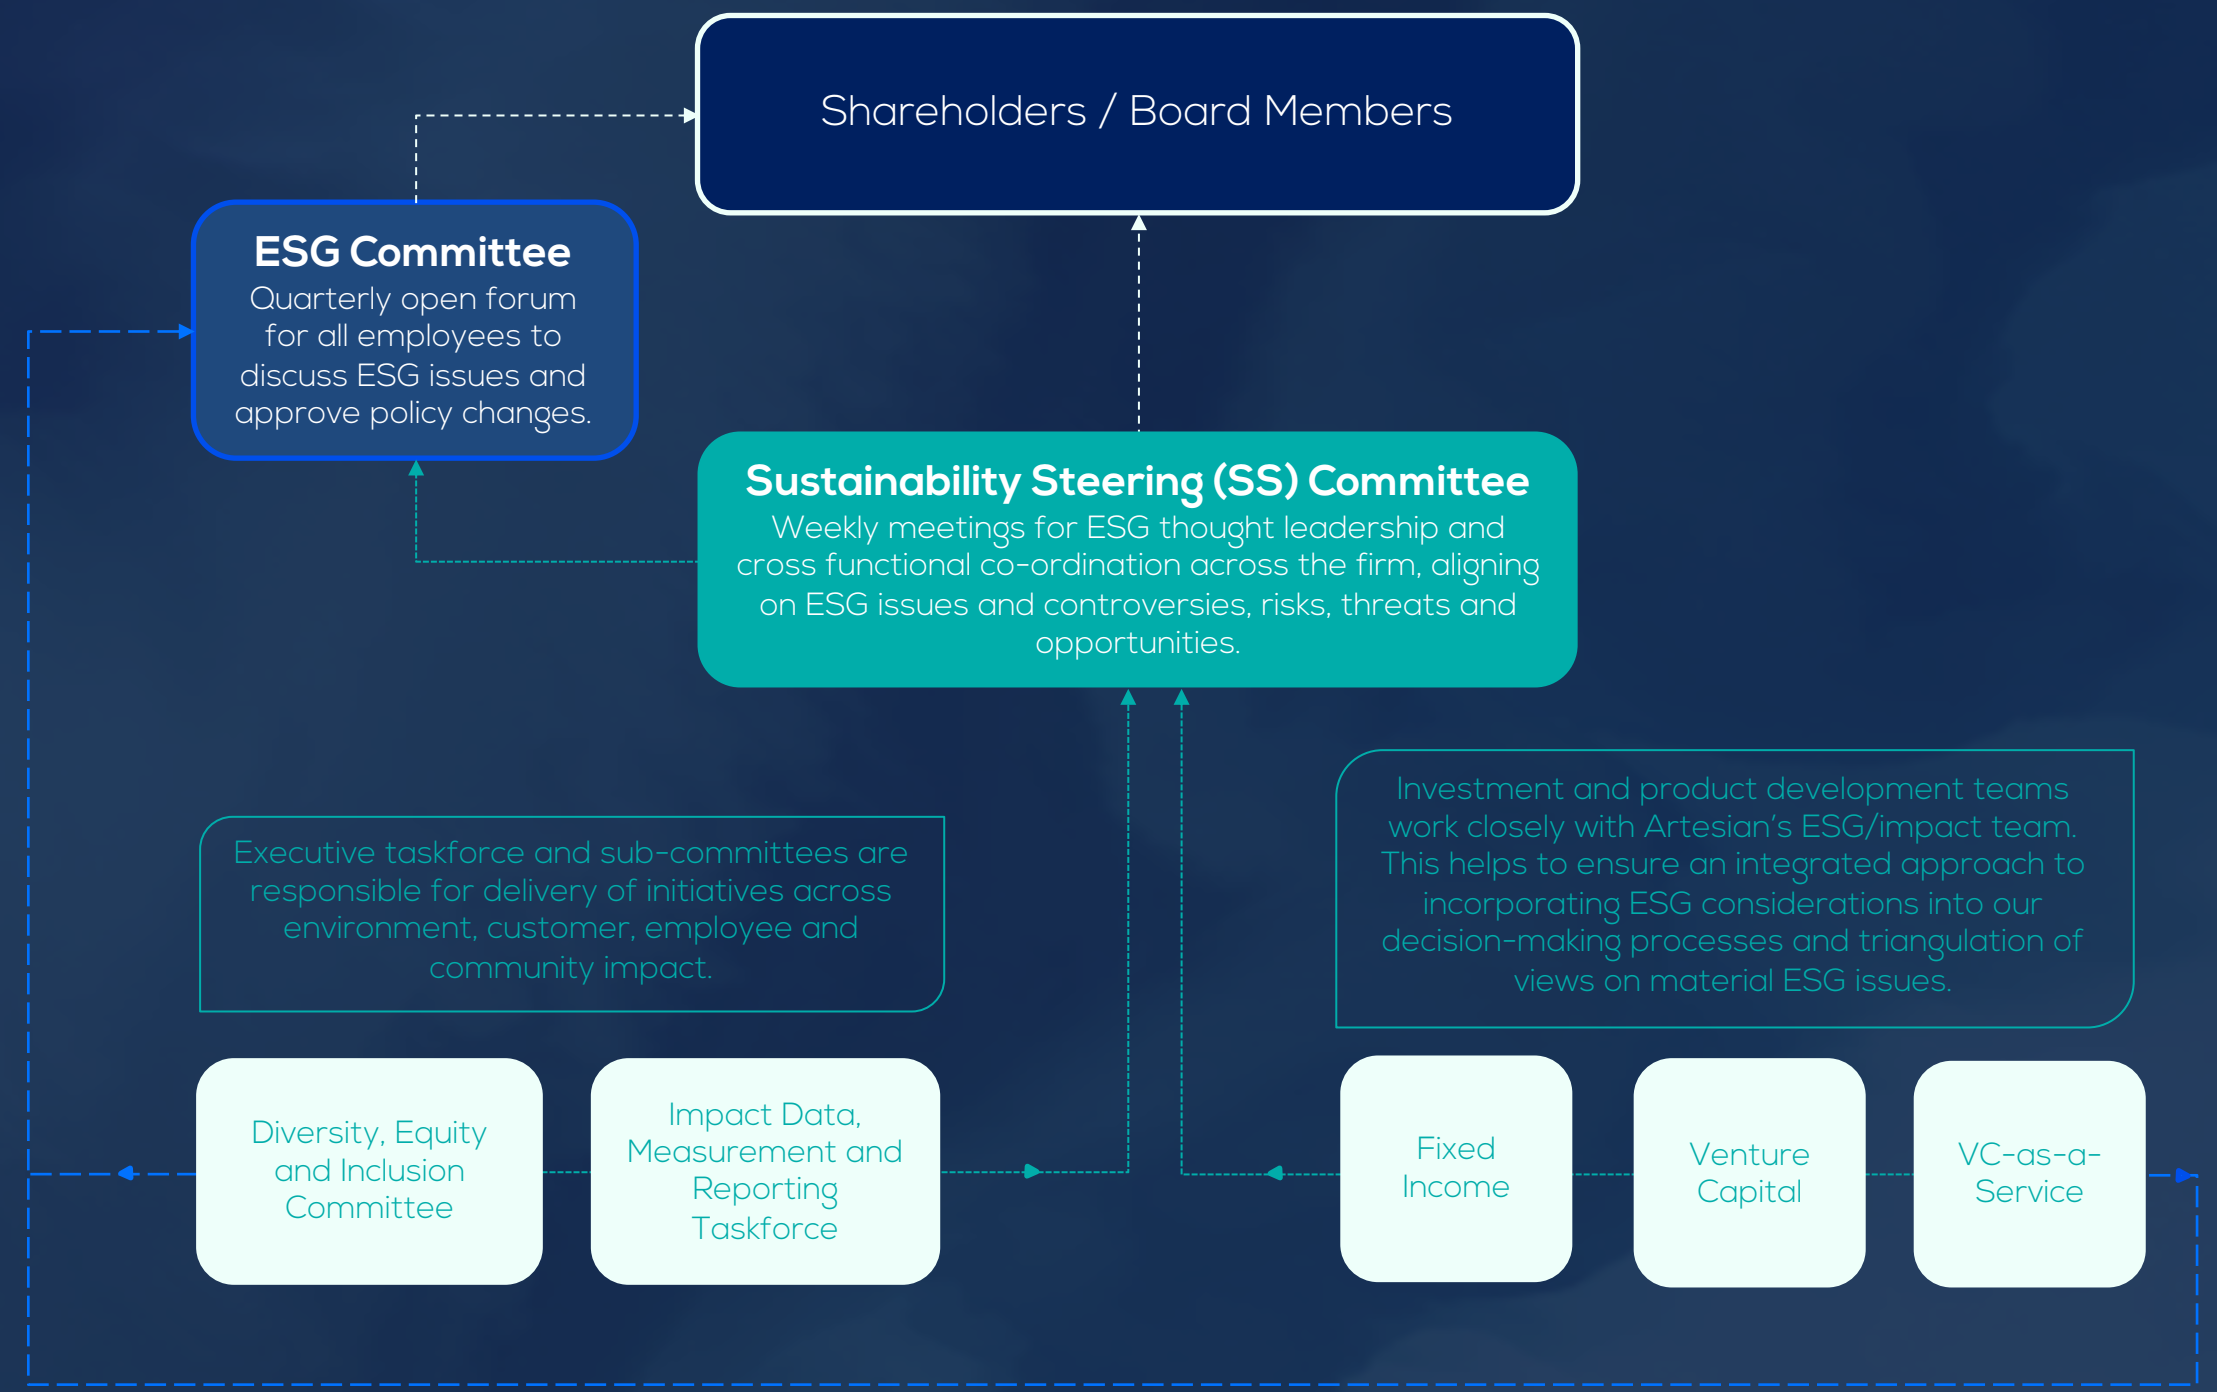 Shareholders / Board Members
ESG Committee
Quarterly open forum
for all employees to
discuss ESG issues and
approve policy changes.
Sustainability Steering (SS) Committee
Weekly meetings for ESG thought leadership and
cross functional co-ordination across the firm, aligning
on ESG issues and controversies, risks, threats and
opportunities.
Executive taskforce and sub-committees are
responsible for delivery of initiatives across
environment, customer, employee and
community impact.
Investment and product development teams
work closely with Artesian's ESG/impact team.
This helps to ensure an integrated approach to
incorporating ESG considerations into our
decision-making processes and triangulation of
views on material ESG issues.
Diversity, Equity
and Inclusion
Committee
Impact Data,
Measurement and
Reporting
Taskforce
Fixed
Income
Venture
Capital
VC-as-a-
Service